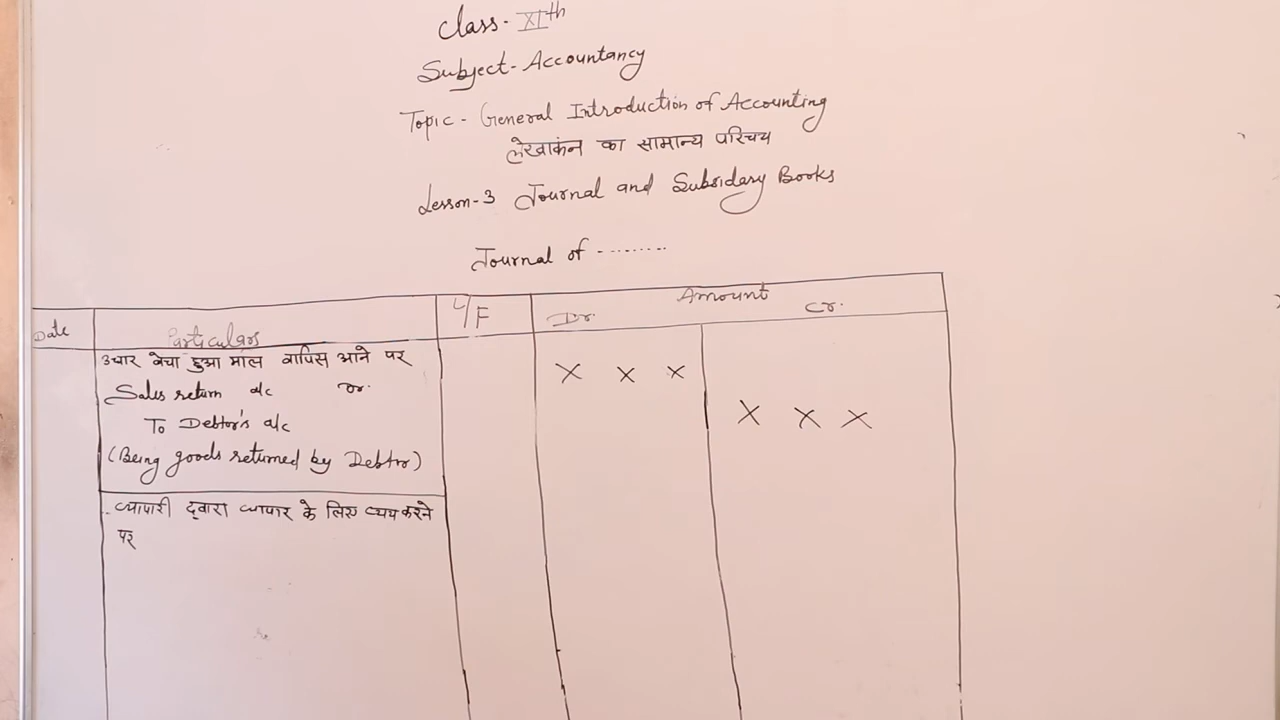 Class- XIth
Subject- Accountancy
Topic- General Introduction of Accounting
लेखाकंन का सामान्य परिचय
Lesson-3 Journal and Subsidary Books
Journal of ---------
Date Particulars L/F Amount
Dr. Cr.
उधार बेचा हुआ माल वापिस आने पर
Sales return a/c Dr. X X X
To Debtor's a/c X X X
(Being goods returned by Debtor)
व्यापारी द्वारा व्यापार के लिए व्यय करने
पर